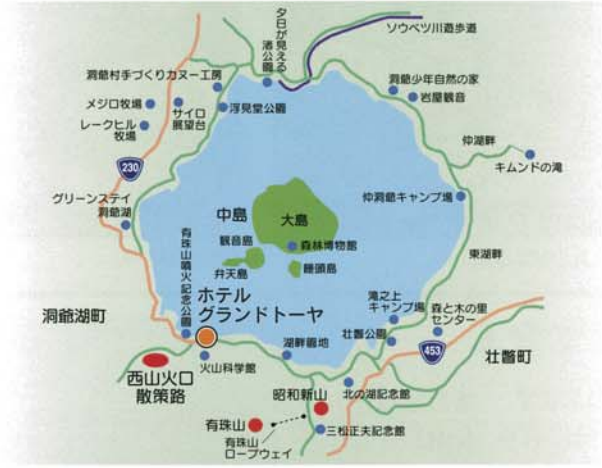 夕日が見える
渚公園
ソウベツ川遊歩道
洞爺村手づくりカヌー工房
洞爺少年自然の家
岩屋観音
メジロ牧場
サイロ
展望台
浮見堂公園
レークヒル
牧場
仲湖畔
キムンドの滝
230
グリーンステイ
洞爺湖
中島
大島
仲洞爺キャンプ場
有珠山噴火記念公園
観音島
森林博物館
弁天島
饅頭島
東湖畔
ホテル
グランドトーヤ
滝之上
キャンプ場
森と木の里
センター
洞爺湖町
壮瞥公園
453
壮瞥町
火山科学館
湖畔園地
西山火口
散策路
昭和新山
北の湖記念館
有珠山
有珠山
ロープウェイ
三松正夫記念館